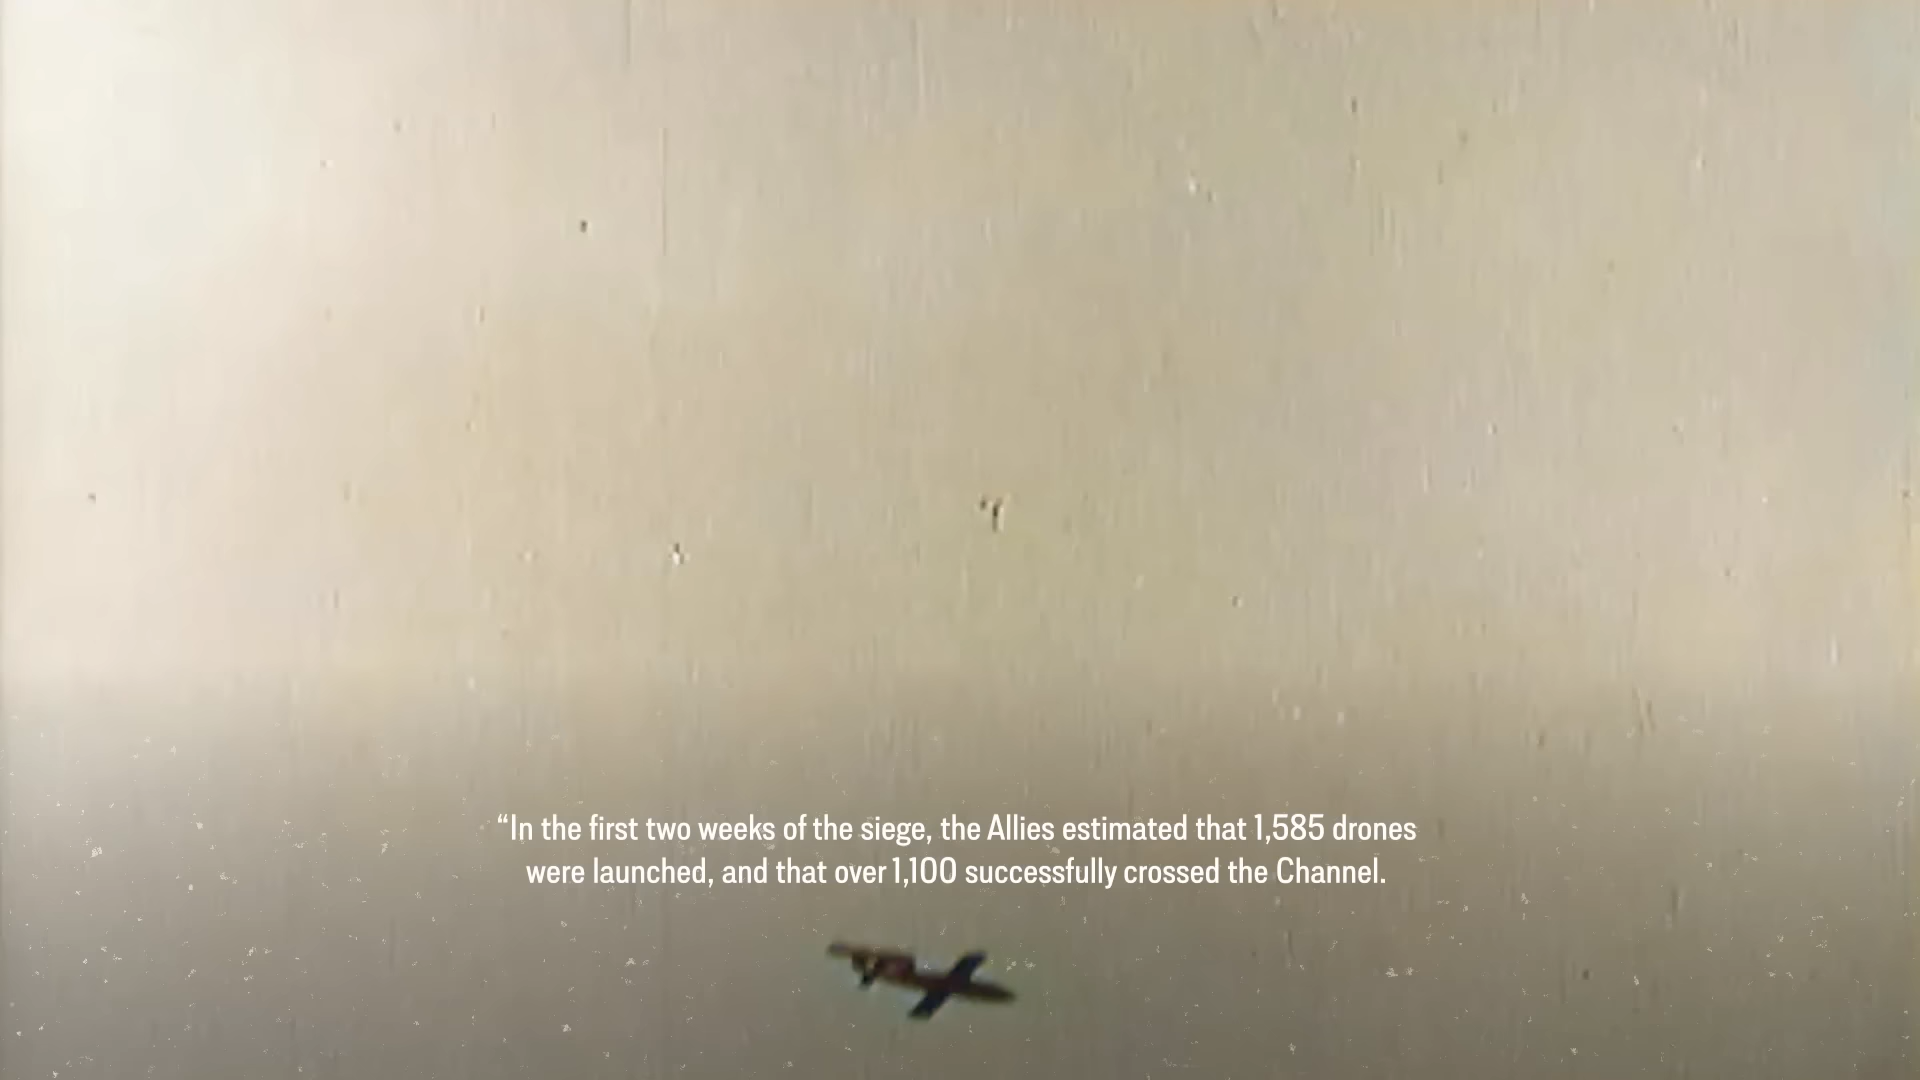 “In the first two weeks of the siege, the Allies estimated that 1,585 drones
were launched, and that over 1,100 successfully crossed the Channel.